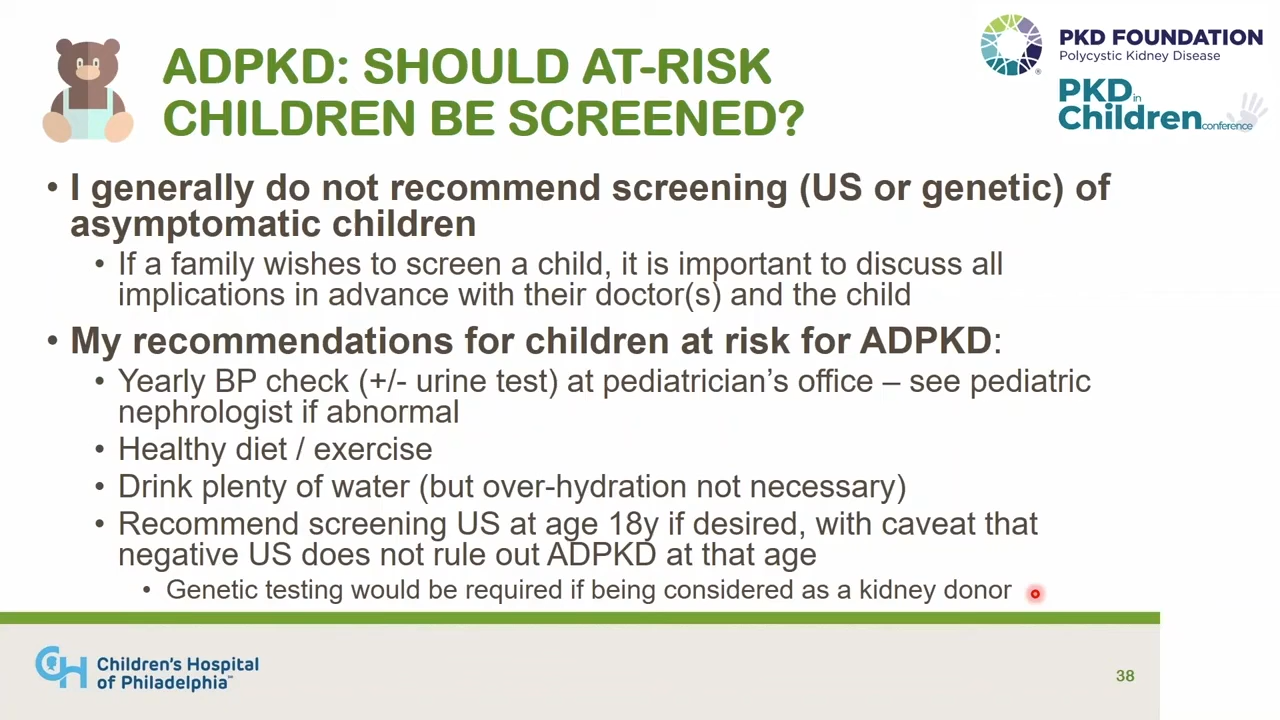 ADPKD: SHOULD AT-RISK
CHILDREN BE SCREENED?
PKD FOUNDATION
®
Polycystic Kidney Disease
PKD in
Children conference
• I generally do not recommend screening (US or genetic) of
asymptomatic children
• If a family wishes to screen a child, it is important to discuss all
implications in advance with their doctor(s) and the child
• My recommendations for children at risk for ADPKD:
• Yearly BP check (+/- urine test) at pediatrician’s office – see pediatric
nephrologist if abnormal
• Healthy diet / exercise
• Drink plenty of water (but over-hydration not necessary)
• Recommend screening US at age 18y if desired, with caveat that
negative US does not rule out ADPKD at that age
• Genetic testing would be required if being considered as a kidney donor
CH Children's Hospital
of Philadelphia™
38